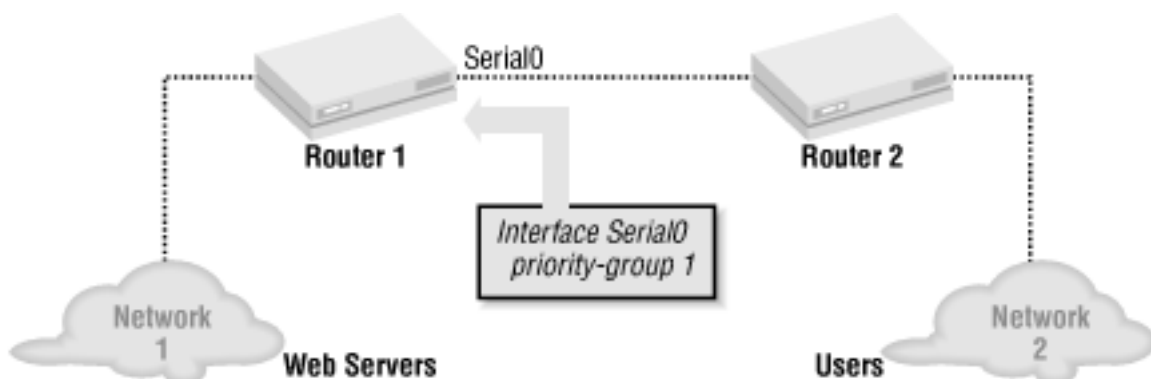 Serial0
Router 1
Router 2
Interface Serial0
priority-group 1
Network
1
Web Servers
Users
Network
2